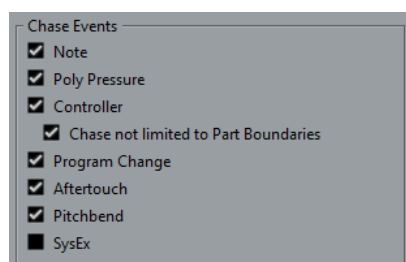 Chase Events
Note
Poly Pressure
Controller
Chase not limited to Part Boundaries
Program Change
Aftertouch
Pitchbend
SysEx